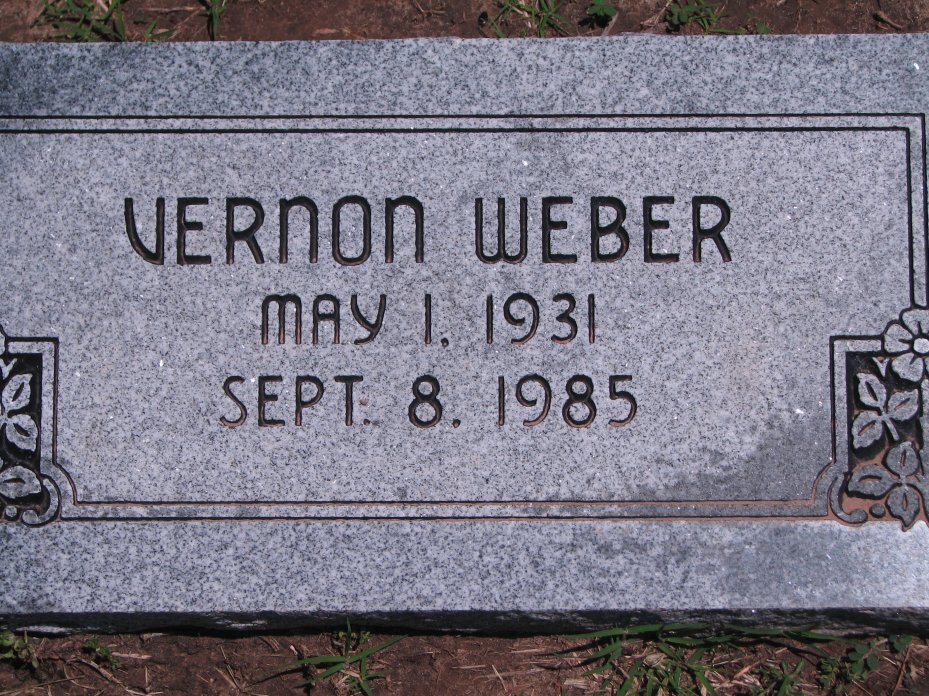 VERNON WEBER
MAY 1, 1931
SEPT. 8, 1985